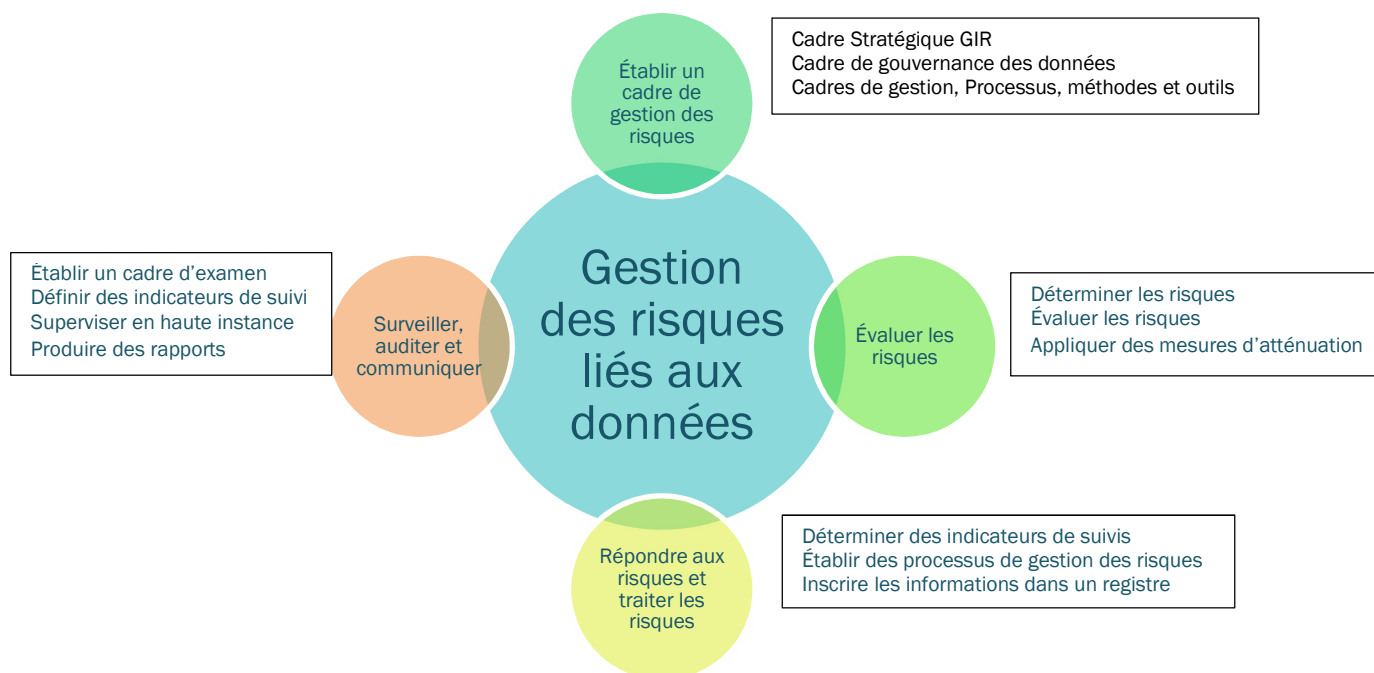 Établir un
cadre de
gestion des
risques
Cadre Stratégique GIR
Cadre de gouvernance des données
Cadres de gestion, Processus, méthodes et outils
Gestion
des risques
liés aux
données
Établir un cadre d’examen
Définir des indicateurs de suivi
Superviser en haute instance
Produire des rapports
Surveiller,
auditer et
communiquer
Évaluer les
risques
Déterminer les risques
Évaluer les risques
Appliquer des mesures d’atténuation
Répondre aux
risques et
traiter les
risques
Déterminer des indicateurs de suivis
Établir des processus de gestion des risques
Inscrire les informations dans un registre